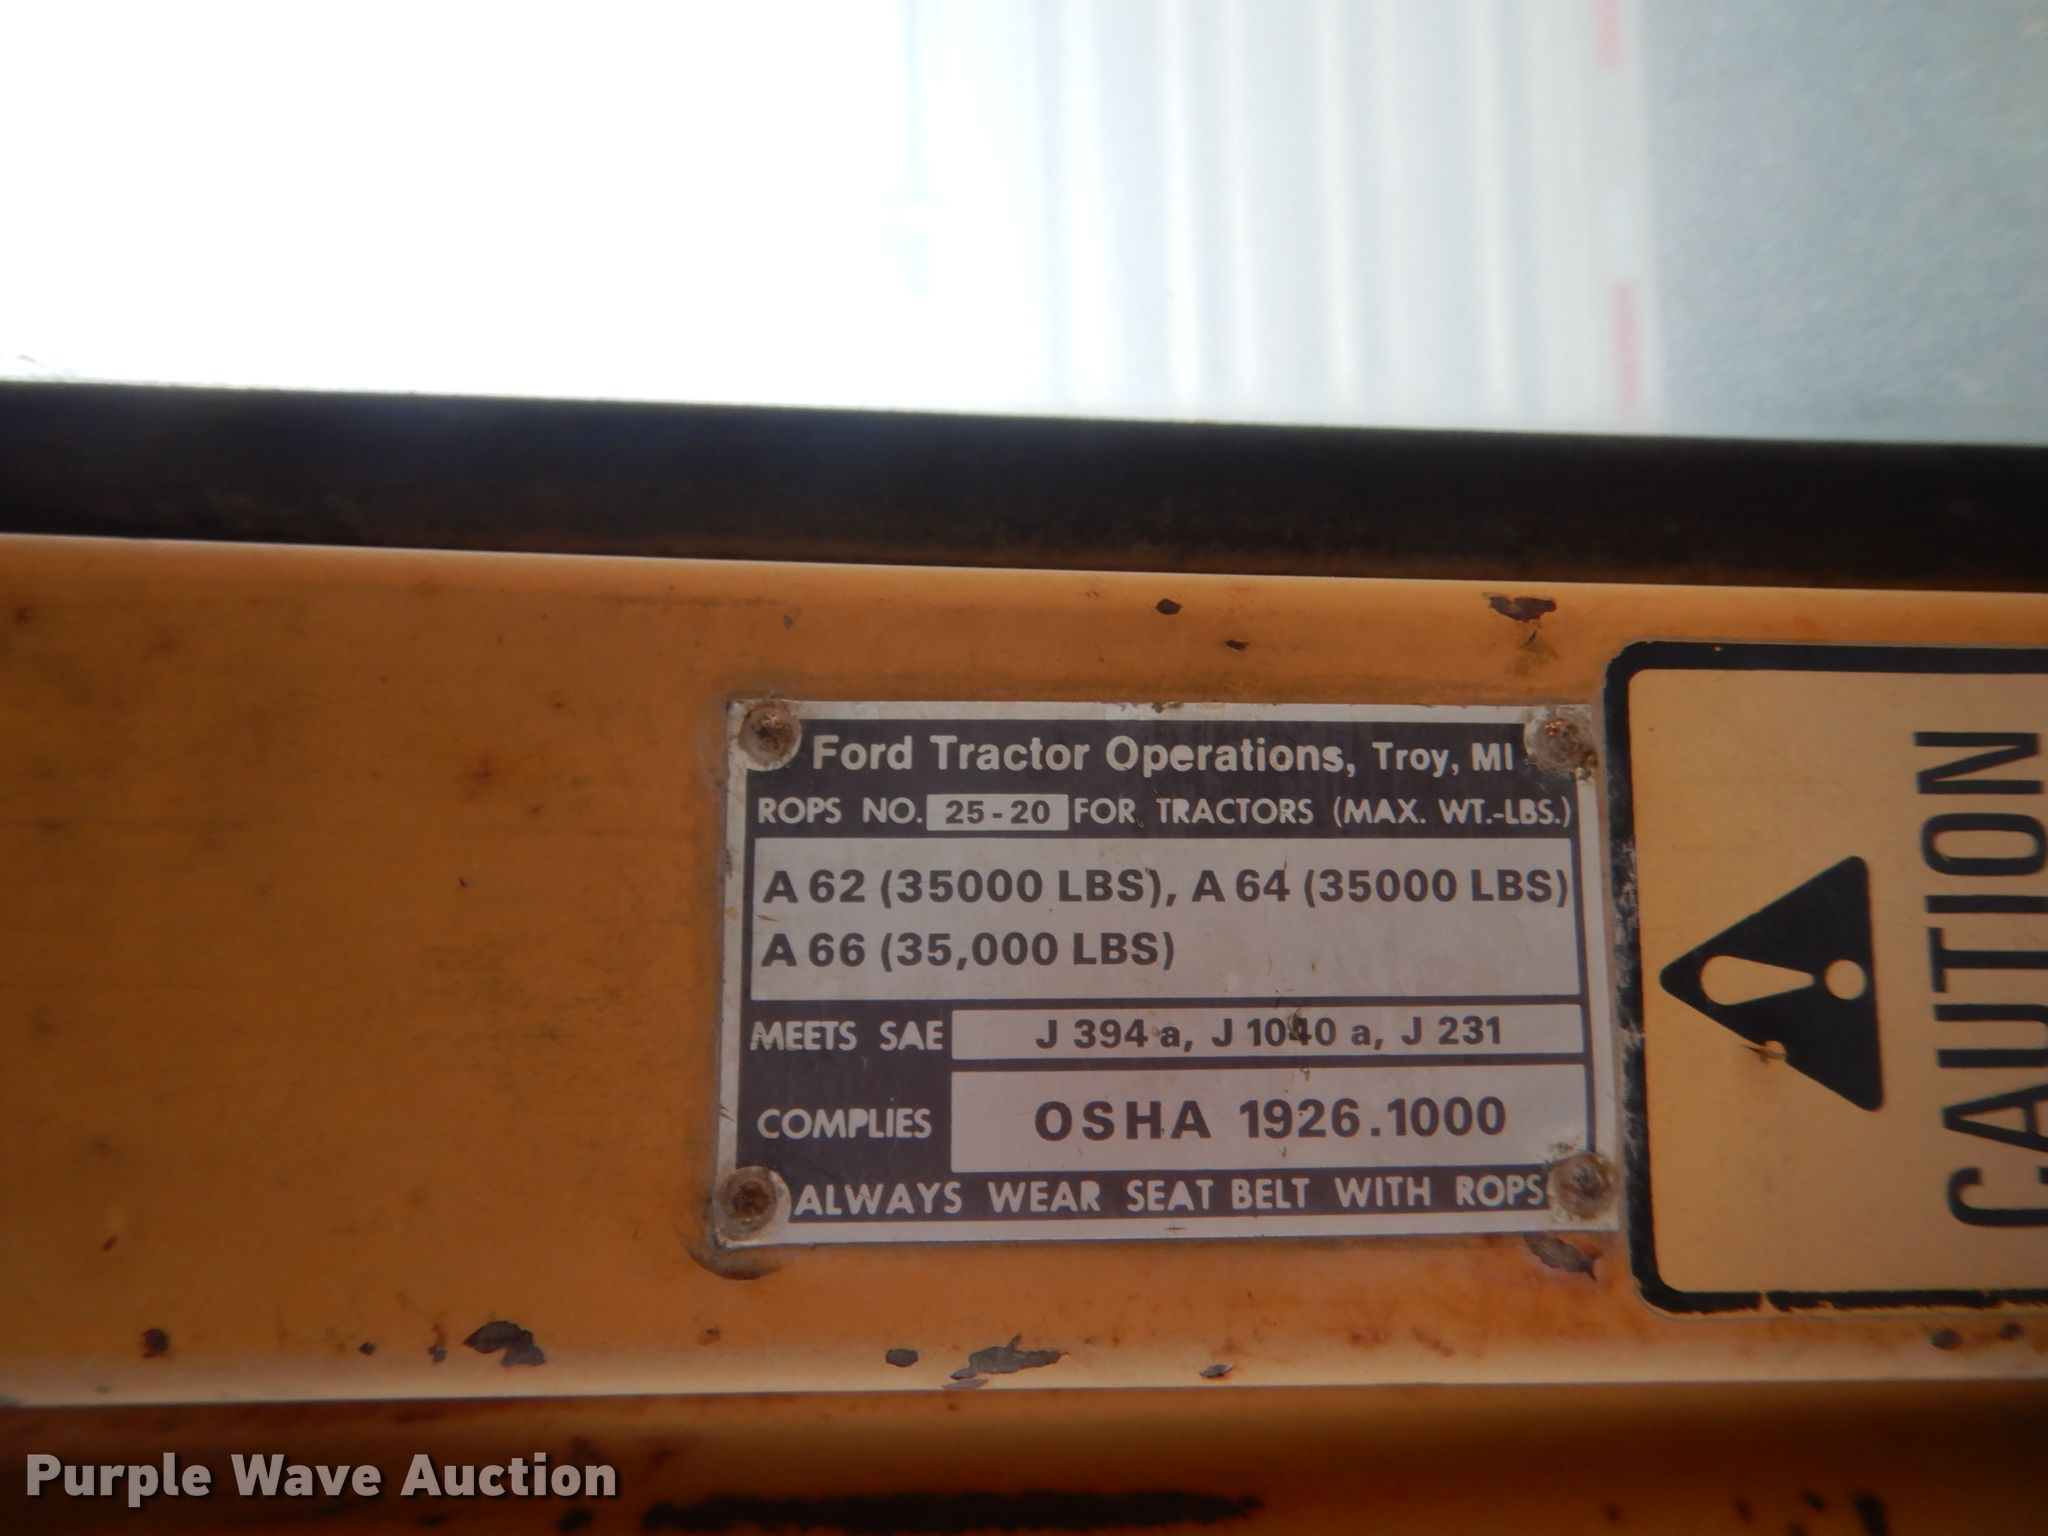 Ford Tractor Operations, Troy, MI
ROPS NO. 25-20 FOR TRACTORS (MAX. WT.-LBS.)
A 62 (35000 LBS), A 64 (35000 LBS)
A 66 (35,000 LBS)
MEETS SAE J 394 a, J 1040 a, J 231
COMPLIES OSHA 1926.1000
ALWAYS WEAR SEAT BELT WITH ROPS
CAUTION
Purple Wave Auction